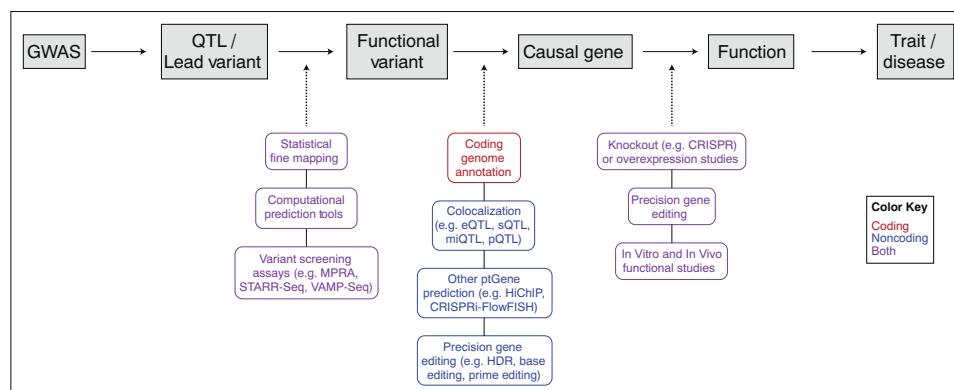 GWAS
QTL /
Lead variant
Functional
variant
Causal gene
Function
Trait /
disease
Statistical
fine mapping
Computational
prediction tools
Variant screening
assays (e.g. MPRA,
STARR-Seq, VAMP-Seq)
Coding
genome
annotation
Colocalization
(e.g. eQTL, sQTL,
miQTL, pQTL)
Other ptGene
prediction (e.g. HiChIP,
CRISPRi-FlowFISH)
Precision gene
editing (e.g. HDR, base
editing, prime editing)
Knockout (e.g. CRISPR)
or overexpression studies
Precision gene
editing
In Vitro and In Vivo
functional studies
Color Key
Coding
Noncoding
Both